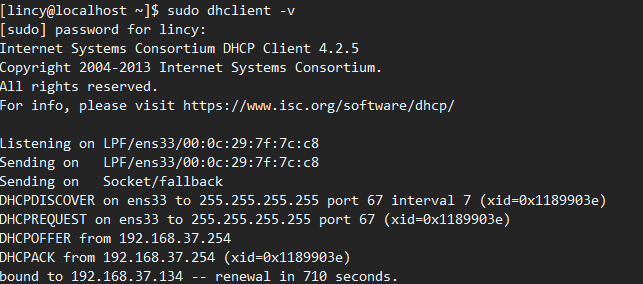 [lincy@localhost ~]$ sudo dhclient -v
[sudo] password for lincy:
Internet Systems Consortium DHCP Client 4.2.5
Copyright 2004-2013 Internet Systems Consortium.
All rights reserved.
For info, please visit https://www.isc.org/software/dhcp/

Listening on LPF/ens33/00:0c:29:7f:7c:c8
Sending on   LPF/ens33/00:0c:29:7f:7c:c8
Sending on   Socket/fallback
DHCPDISCOVER on ens33 to 255.255.255.255 port 67 interval 7 (xid=0x1189903e)
DHCPREQUEST on ens33 to 255.255.255.255 port 67 (xid=0x1189903e)
DHCPOFFER from 192.168.37.254
DHCPACK from 192.168.37.254 (xid=0x1189903e)
bound to 192.168.37.134 -- renewal in 710 seconds.